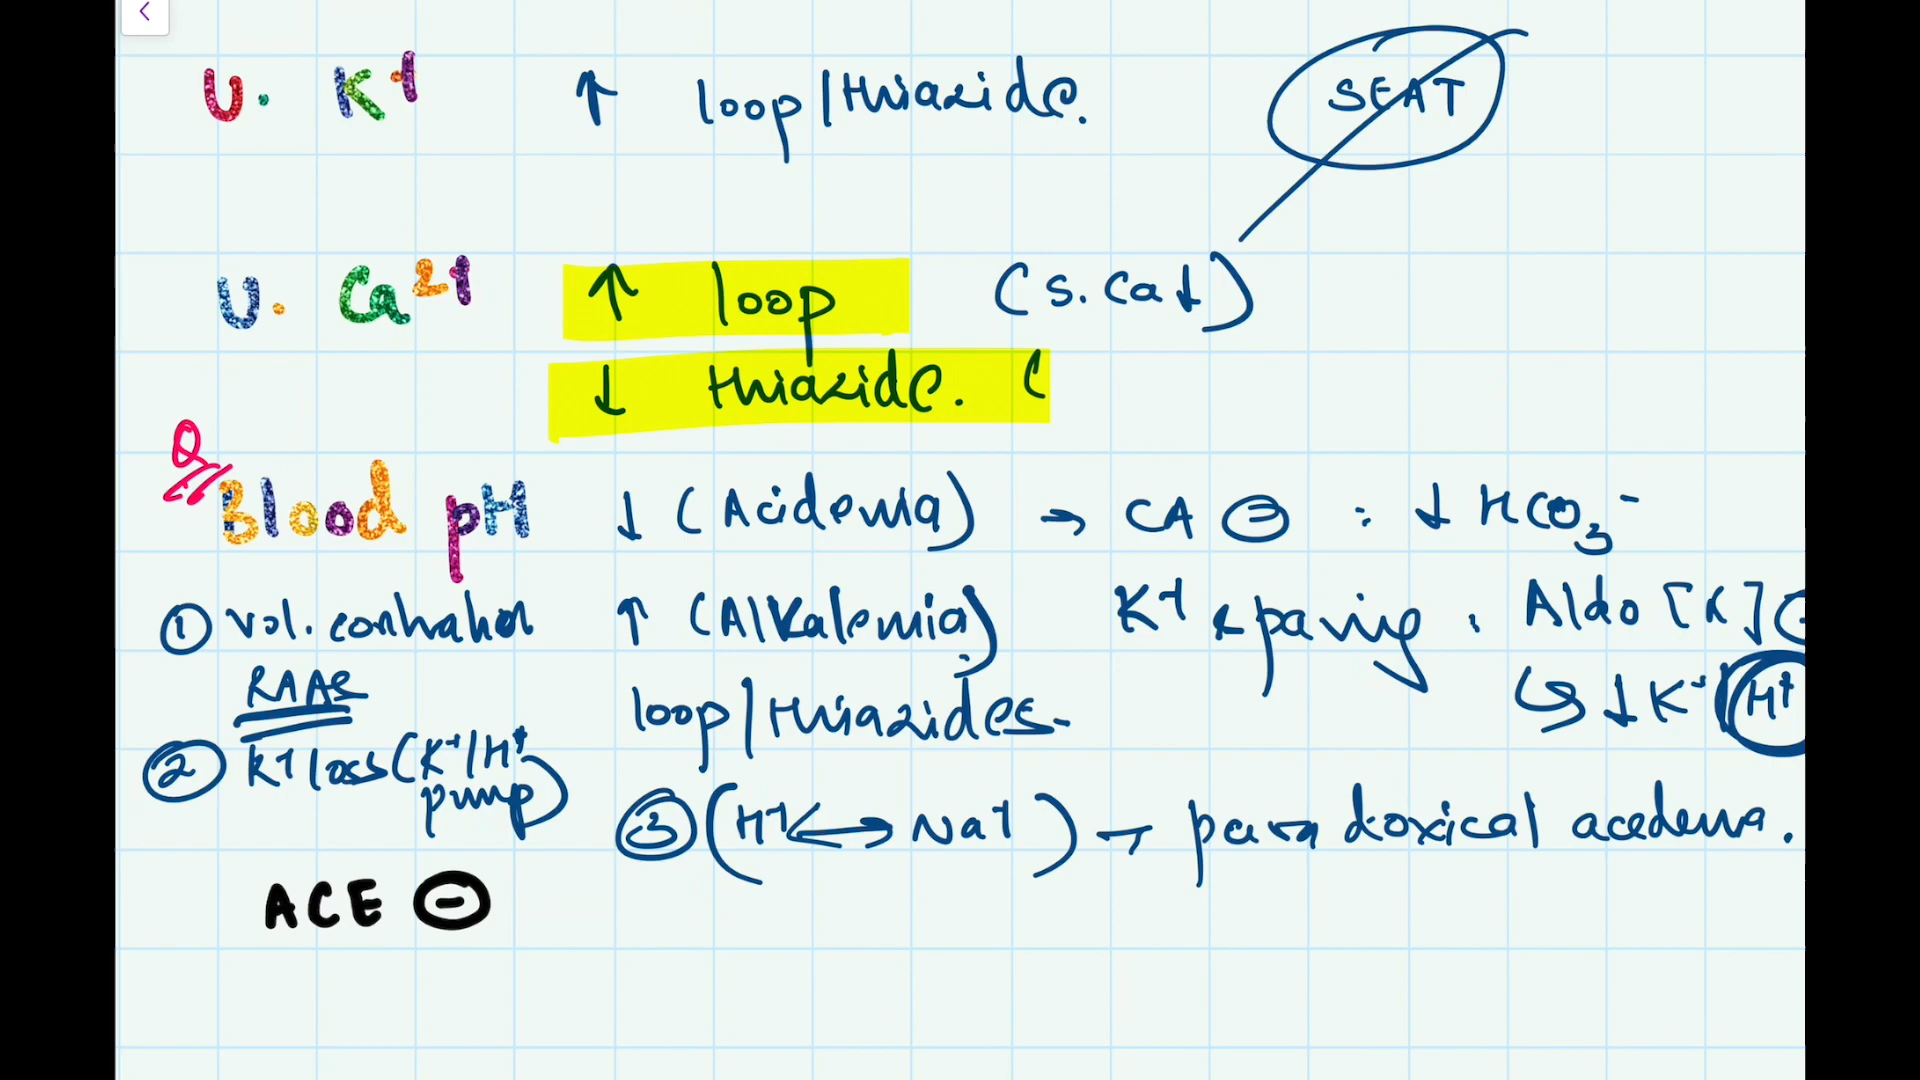 U. K+ ↑ loop/thiazide. SEAT
U. Ca2+ ↑ loop (S. Ca↓)
↓ thiazide. (
Q
Blood pH ↓ (Acidemia) → CA ⊖ : ↓ HCO3-
① vol. contraction ↑ (Alkalemia) K+ sparing : Aldo [R] ⊖
RAAS loop/thiazides. ↳ ↓ K+ (H+
② K+ loss (K+/H+ pump)
③ (H+ ↔ Na+) → paradoxical acedema.
ACE ⊖